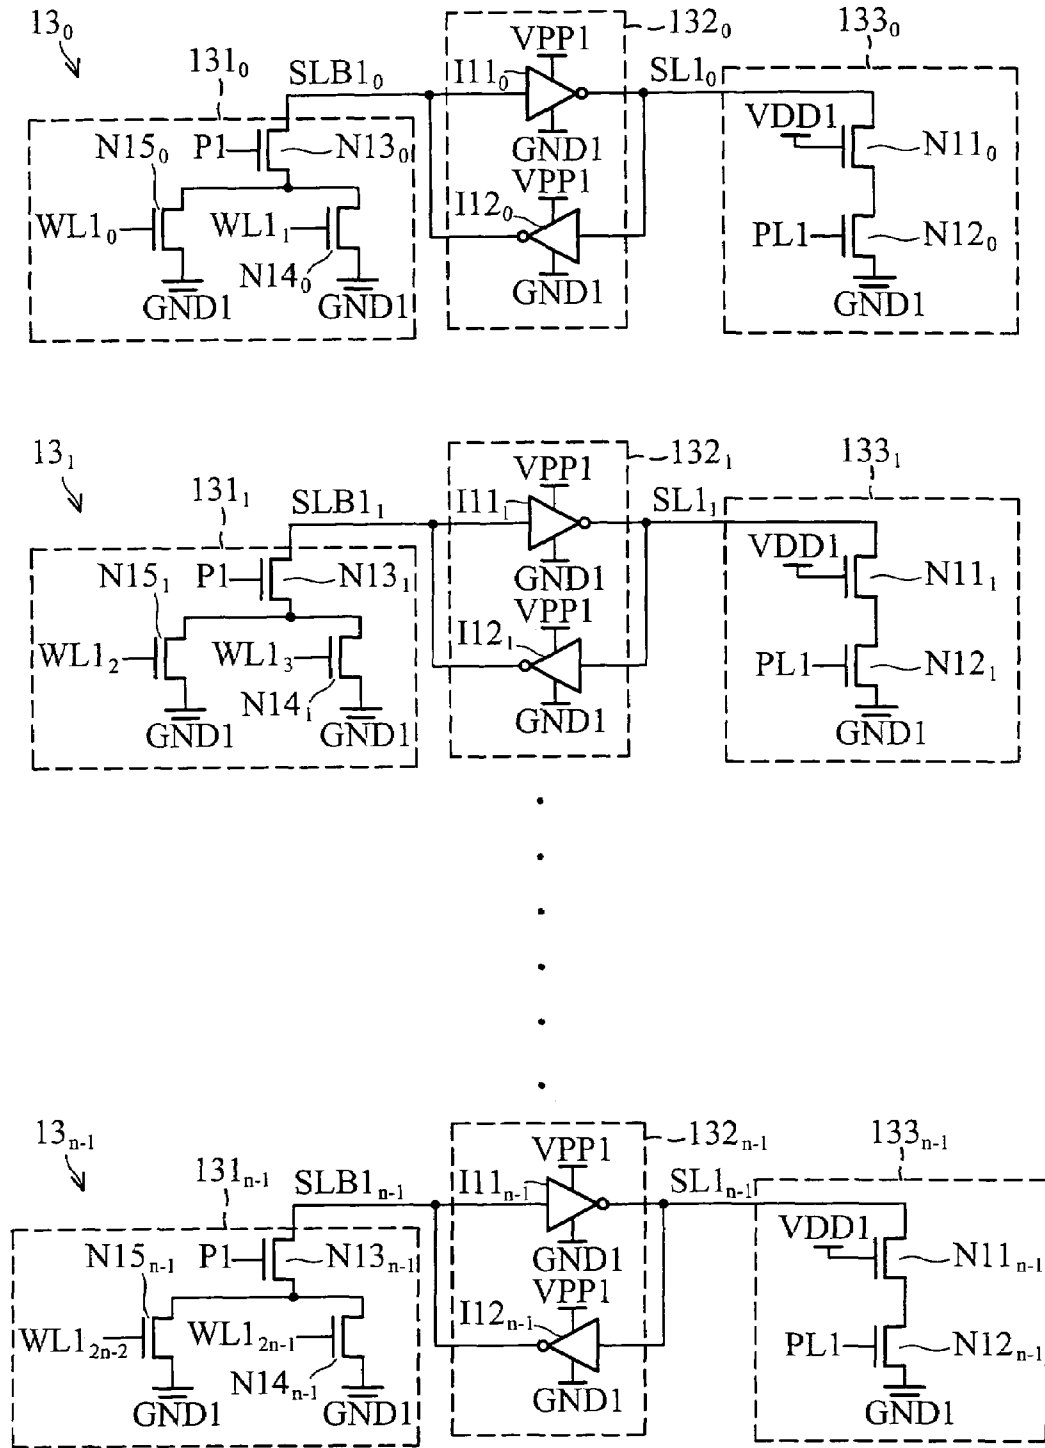 13₀
131₀
SLB1₀
I11₀
VPP1
132₀
SL1₀
133₀
N15₀
P1
N13₀
GND1
VDD1
N11₀
VPP1
I12₀
WL1₀
WL1₁
PL1
N12₀
N14₀
GND1
GND1
GND1
GND1
13₁
131₁
SLB1₁
I11₁
VPP1
132₁
SL1₁
133₁
N15₁
P1
N13₁
GND1
VDD1
N11₁
VPP1
I12₁
WL1₂
WL1₃
PL1
N12₁
N14₁
GND1
GND1
GND1
GND1
13ₙ₋₁
131ₙ₋₁
SLB1ₙ₋₁
I11ₙ₋₁
VPP1
132ₙ₋₁
SL1ₙ₋₁
133ₙ₋₁
N15ₙ₋₁
P1
N13ₙ₋₁
GND1
VDD1
N11ₙ₋₁
VPP1
I12ₙ₋₁
WL1₂ₙ₋₂
WL1₂ₙ₋₁
PL1
N12ₙ₋₁
N14ₙ₋₁
GND1
GND1
GND1
GND1